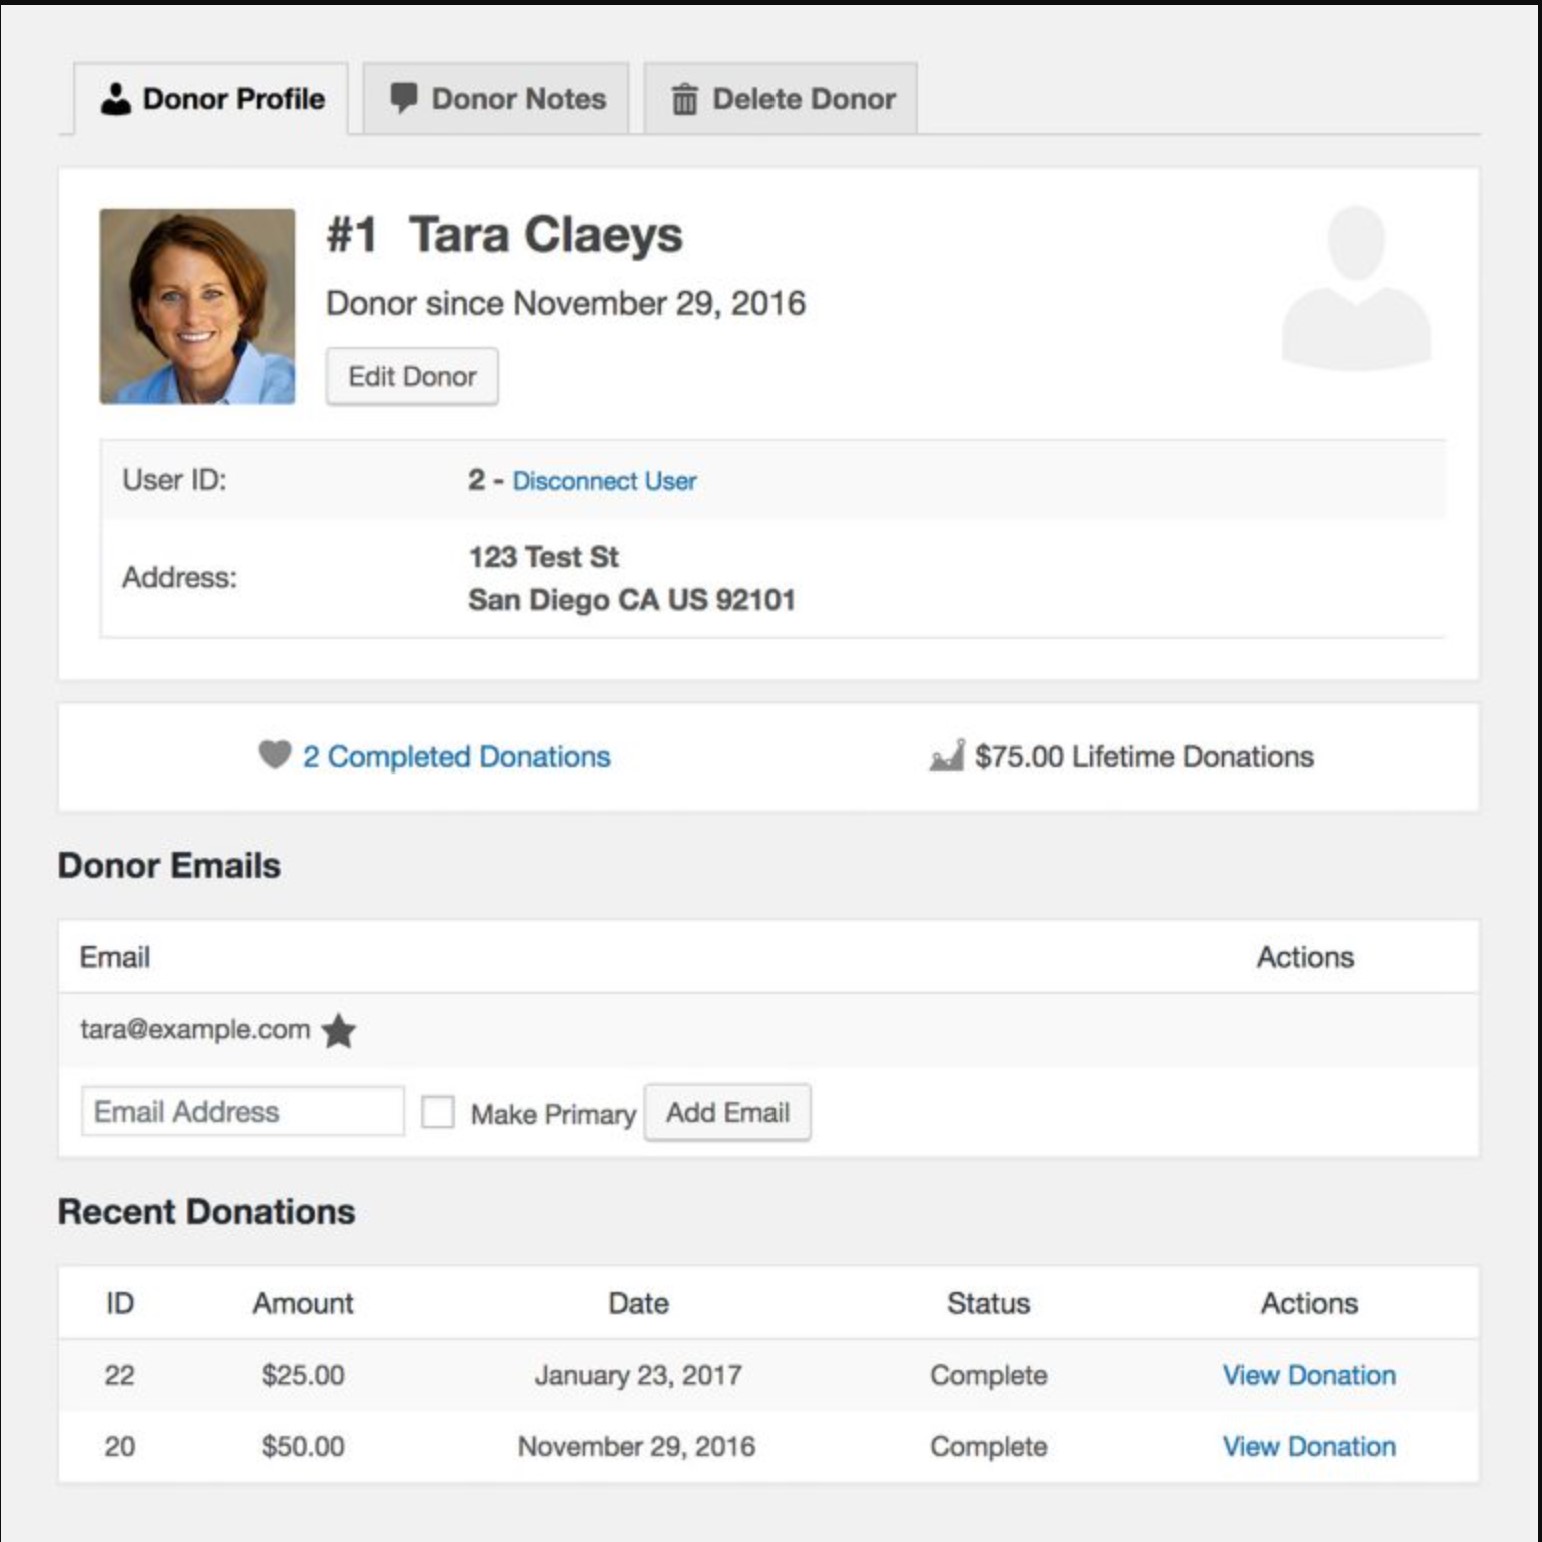 Donor Profile
Donor Notes
Delete Donor
#1 Tara Claeys
Donor since November 29, 2016
Edit Donor
User ID: 2 - Disconnect User
Address: 123 Test St
San Diego CA US 92101
2 Completed Donations
$75.00 Lifetime Donations
Donor Emails
Email Actions
tara@example.com
Email Address Make Primary Add Email
Recent Donations
ID Amount Date Status Actions
22 $25.00 January 23, 2017 Complete View Donation
20 $50.00 November 29, 2016 Complete View Donation